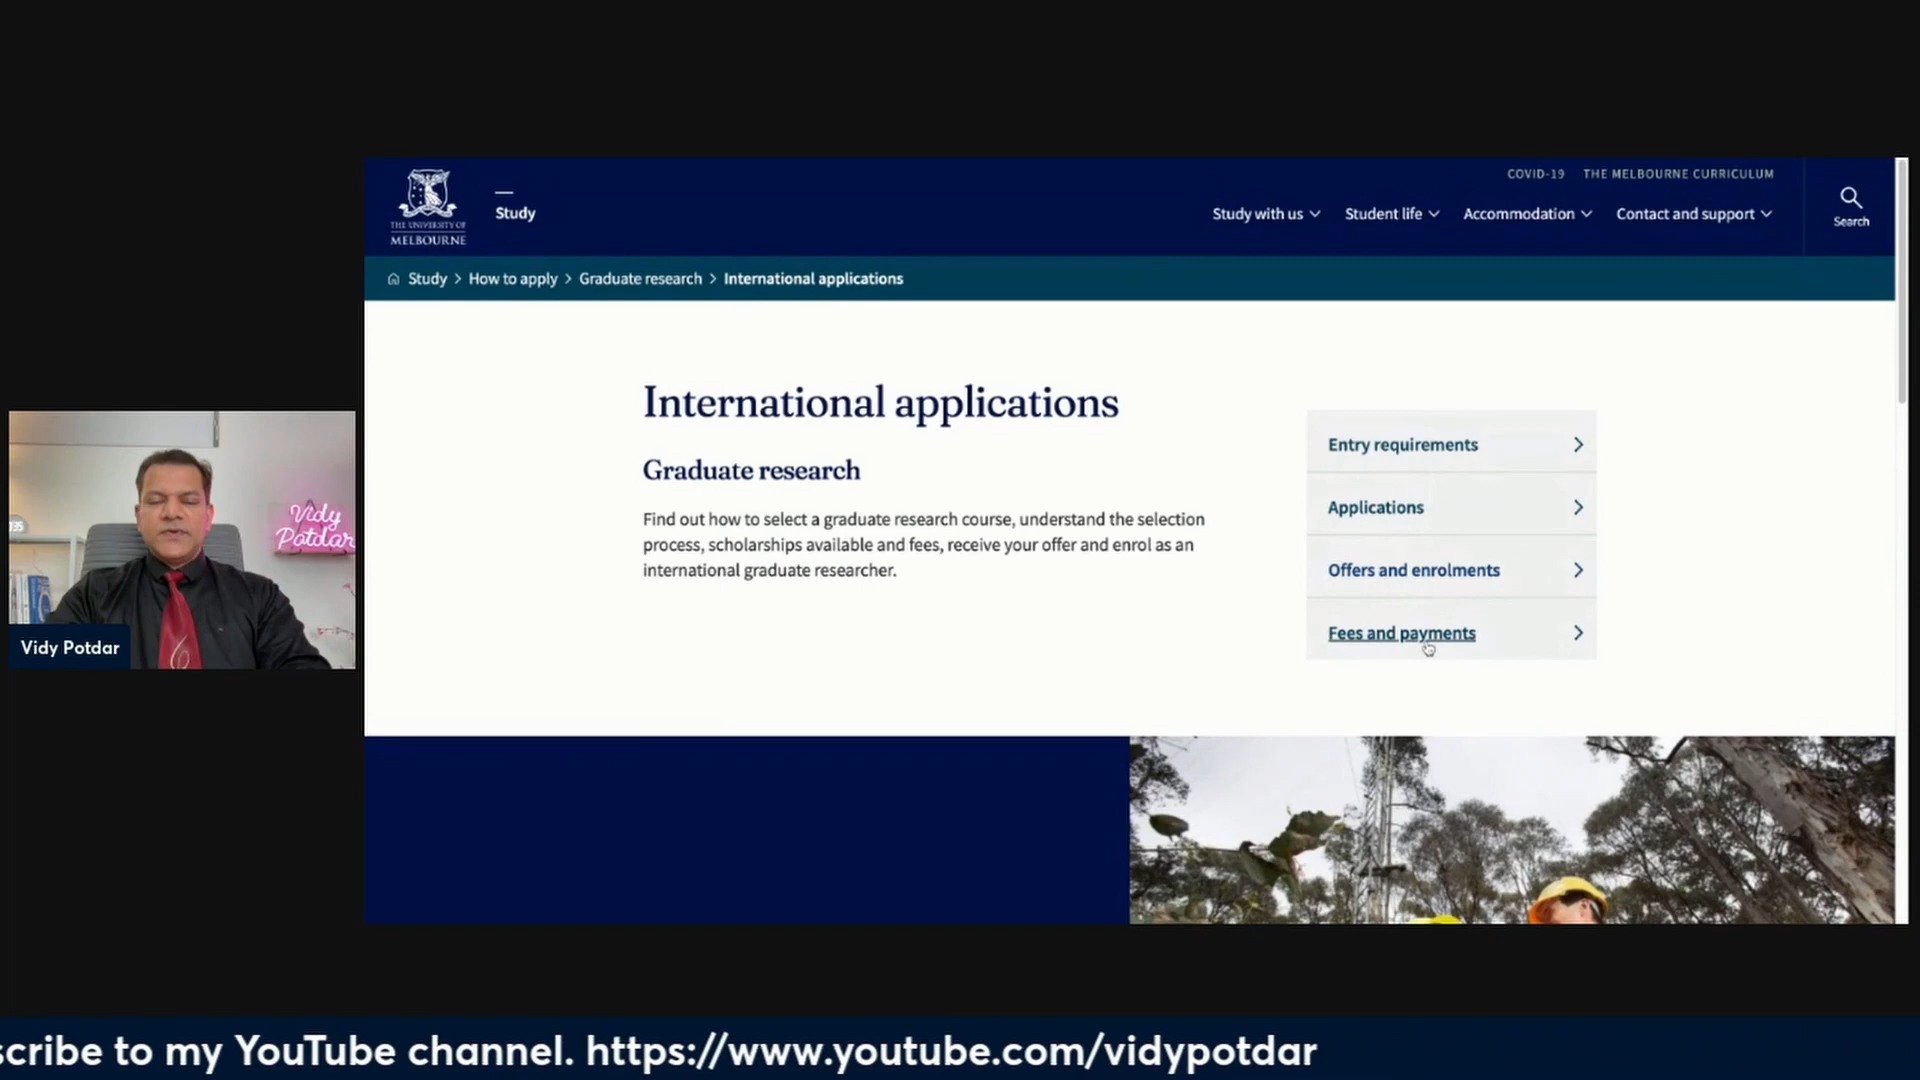 COVID-19 THE MELBOURNE CURRICULUM
THE UNIVERSITY OF
MELBOURNE
Study
Study with us
Student life
Accommodation
Contact and support
Search
Study > How to apply > Graduate research > International applications
International applications
Graduate research
Find out how to select a graduate research course, understand the selection
process, scholarships available and fees, receive your offer and enrol as an
international graduate researcher.
Entry requirements
Applications
Offers and enrolments
Fees and payments
Vidy
Potdar
Vidy Potdar
scribe to my YouTube channel. https://www.youtube.com/vidypotdar